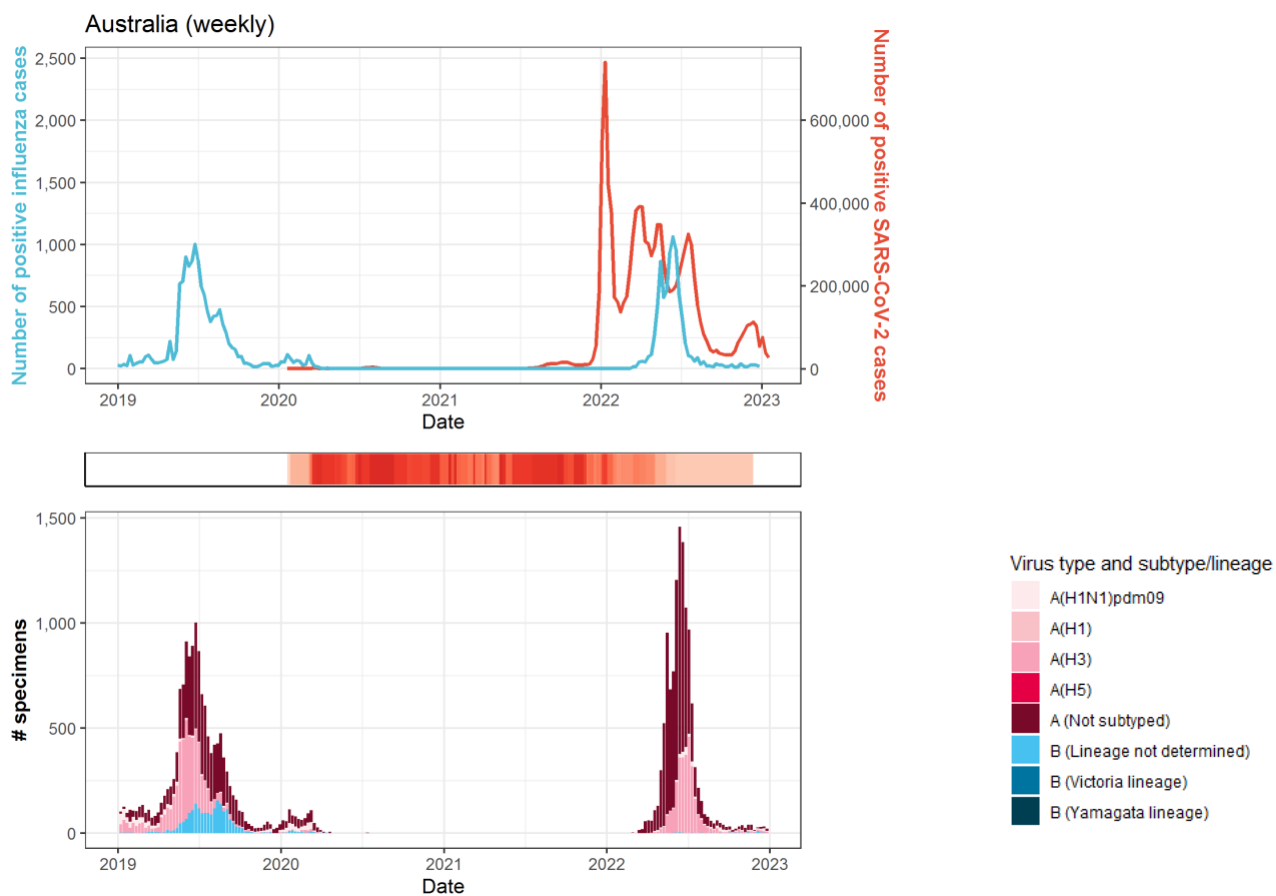 Australia (weekly)
Number of positive influenza cases
2,500
2,000
1,500
1,000
500
0
600,000
400,000
200,000
0
Number of positive SARS-CoV-2 cases
2019
2020
2021
2022
2023
Date
# specimens
1,500
1,000
500
0
2019
2020
2021
2022
2023
Date
Virus type and subtype/lineage
A(H1N1)pdm09
A(H1)
A(H3)
A(H5)
A (Not subtyped)
B (Lineage not determined)
B (Victoria lineage)
B (Yamagata lineage)